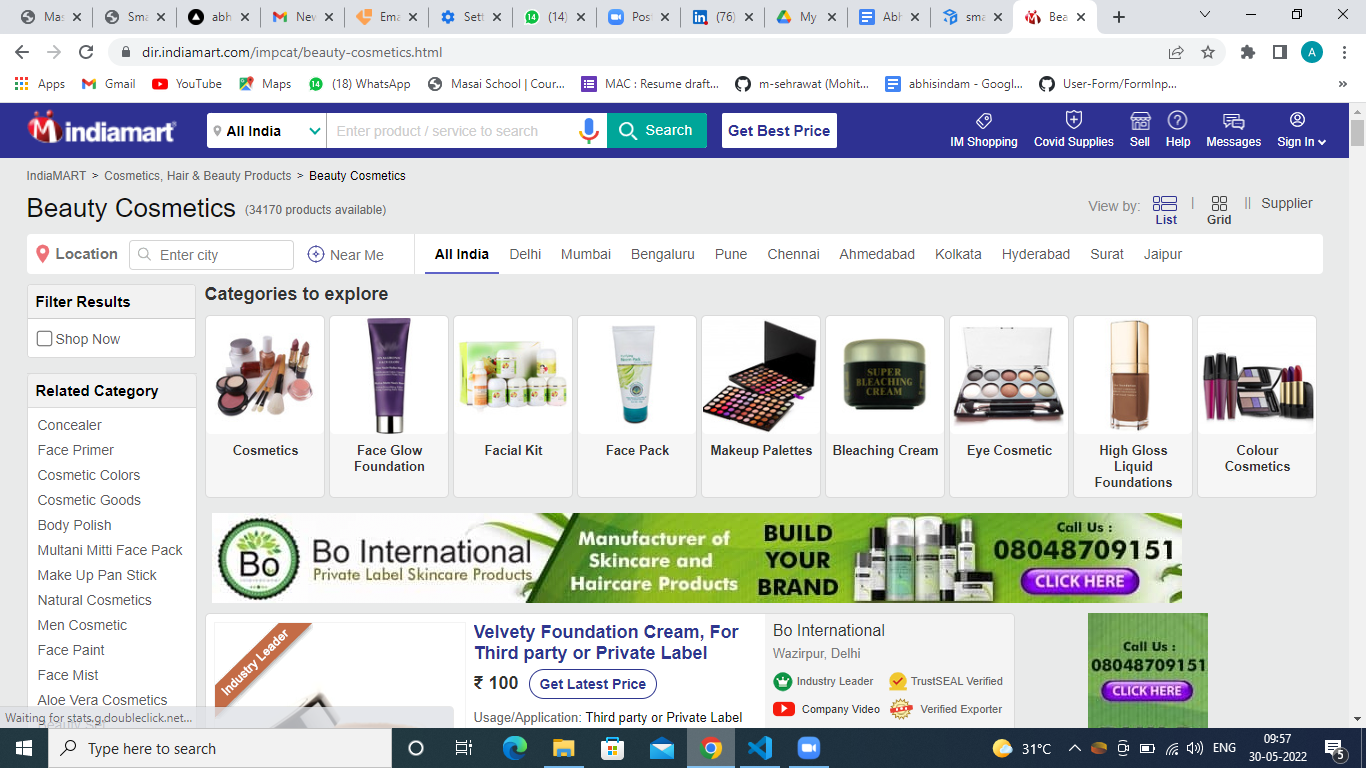 Mas
Sma
abh
New
Ema
Sett
(14)
Pos
(76)
My
Abh
sma
Bea
dir.indiamart.com/impcat/beauty-cosmetics.html
A
Apps
Gmail
YouTube
Maps
(18) WhatsApp
Masai School | Cour...
MAC : Resume draft...
m-sehrawat (Mohit...
abhisindam - Googl...
User-Form/FormInp...
»
indiamart
All India
Enter product / service to search
Search
Get Best Price
IM Shopping
Covid Supplies
Sell
Help
Messages
Sign In
IndiaMART > Cosmetics, Hair & Beauty Products > Beauty Cosmetics
Beauty Cosmetics (34170 products available)
View by:
List
|
Grid
||
Supplier
Location
Enter city
Near Me
All India
Delhi
Mumbai
Bengaluru
Pune
Chennai
Ahmedabad
Kolkata
Hyderabad
Surat
Jaipur
Filter Results
Shop Now
Related Category
Concealer
Face Primer
Cosmetic Colors
Cosmetic Goods
Body Polish
Multani Mitti Face Pack
Make Up Pan Stick
Natural Cosmetics
Men Cosmetic
Face Paint
Face Mist
Aloe Vera Cosmetics
Categories to explore
Cosmetics
Face Glow
Foundation
Facial Kit
Face Pack
Makeup Palettes
SUPER
BLEACHING
CREAM
Bleaching Cream
Eye Cosmetic
High Gloss
Liquid
Foundations
Colour
Cosmetics
Bo
Bo International
Private Label Skincare Products
Manufacturer of
Skincare and
Haircare Products
BUILD
YOUR
BRAND
Call Us :
08048709151
CLICK HERE
Industry Leader
Velvety Foundation Cream, For
Third party or Private Label
₹ 100
Get Latest Price
Usage/Application: Third party or Private Label
Bo International
Wazirpur, Delhi
Industry Leader
TrustSEAL Verified
Company Video
Verified Exporter
Call Us :
08048709151
CLICK HERE
Waiting for stats.g.doubleclick.net...
Type here to search
31°C
ENG
09:57
30-05-2022
5